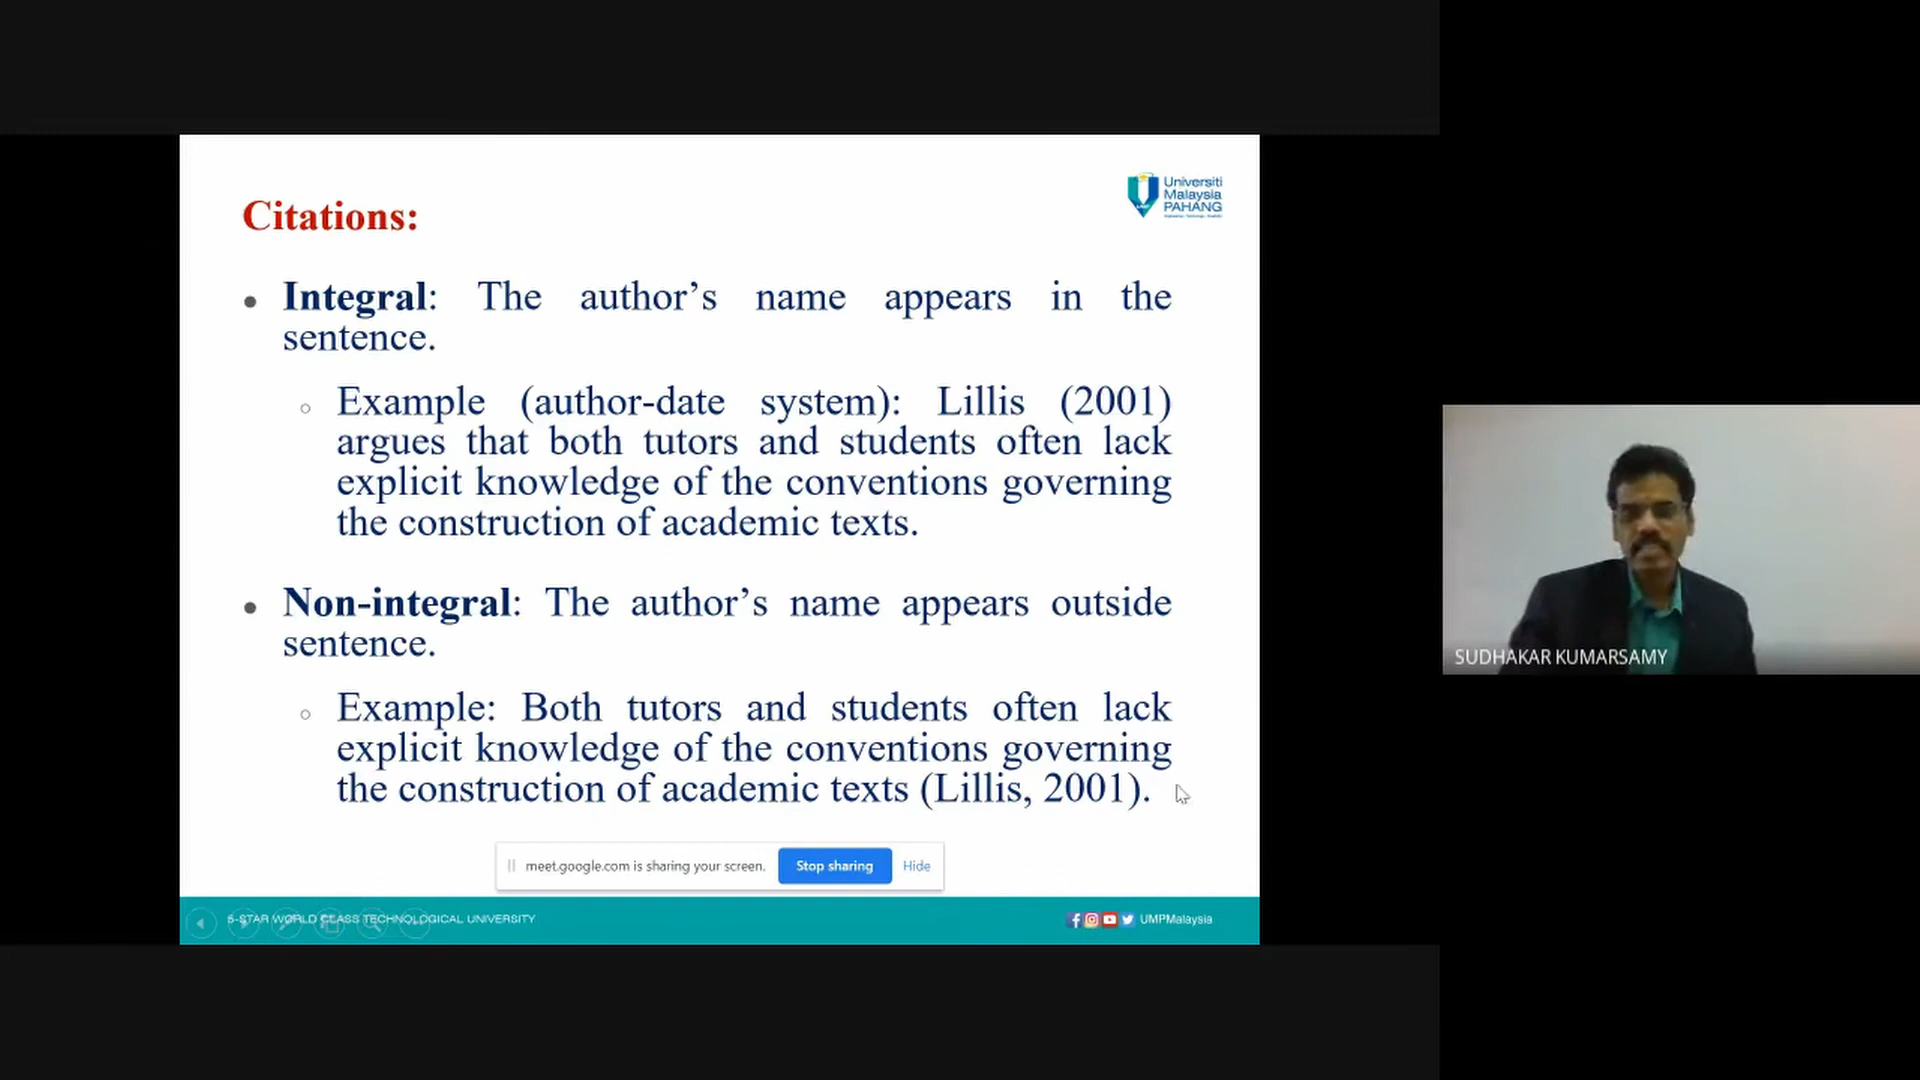 Universiti
Malaysia
PAHANG
Citations:
Integral: The author’s name appears in the
sentence.
Example (author-date system): Lillis (2001)
argues that both tutors and students often lack
explicit knowledge of the conventions governing
the construction of academic texts.
Non-integral: The author’s name appears outside
sentence.
Example: Both tutors and students often lack
explicit knowledge of the conventions governing
the construction of academic texts (Lillis, 2001).
SUDHAKAR KUMARSAMY
meet.google.com is sharing your screen. Stop sharing Hide
5-STAR WORLD CLASS TECHNOLOGICAL UNIVERSITY
UMPMalaysia